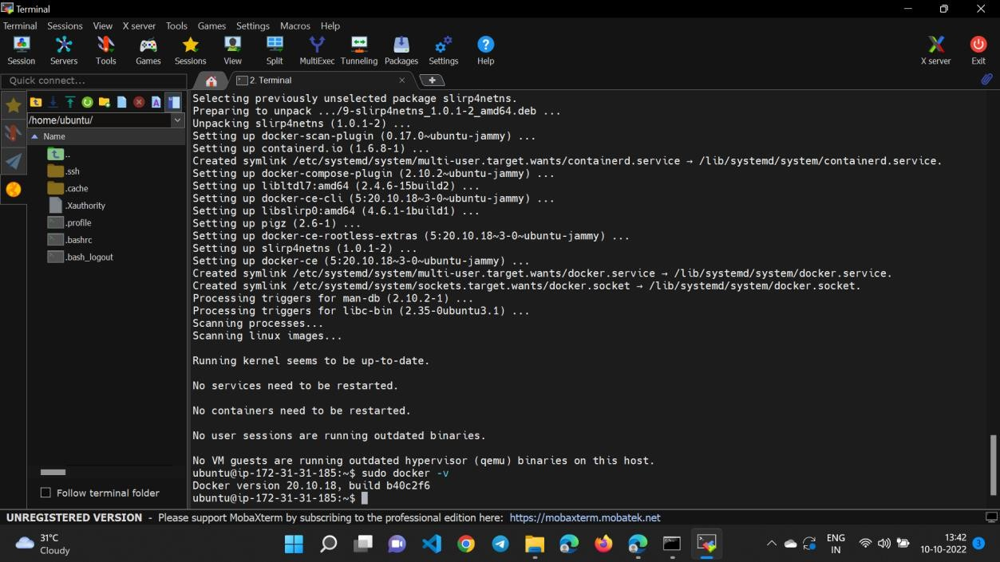 Terminal
Terminal Sessions View X server Tools Games Settings Macros Help
Session Servers Tools Games Sessions View Split MultiExec Tunneling Packages Settings Help X server Exit
Quick connect...
2. Terminal
/home/ubuntu/
Name
..
.ssh
.cache
.Xauthority
.profile
.bashrc
.bash_logout
Follow terminal folder
Selecting previously unselected package slirp4netns.
Preparing to unpack .../9-slirp4netns_1.0.1-2_amd64.deb ...
Unpacking slirp4netns (1.0.1-2) ...
Setting up docker-scan-plugin (0.17.0~ubuntu-jammy) ...
Setting up containerd.io (1.6.8-1) ...
Created symlink /etc/systemd/system/multi-user.target.wants/containerd.service → /lib/systemd/system/containerd.service.
Setting up docker-compose-plugin (2.10.2~ubuntu-jammy) ...
Setting up libltdl7:amd64 (2.4.6-15build2) ...
Setting up docker-ce-cli (5:20.10.18~3-0~ubuntu-jammy) ...
Setting up libslirp0:amd64 (4.6.1-1build1) ...
Setting up pigz (2.6-1) ...
Setting up docker-ce-rootless-extras (5:20.10.18~3-0~ubuntu-jammy) ...
Setting up slirp4netns (1.0.1-2) ...
Setting up docker-ce (5:20.10.18~3-0~ubuntu-jammy) ...
Created symlink /etc/systemd/system/multi-user.target.wants/docker.service → /lib/systemd/system/docker.service.
Created symlink /etc/systemd/system/sockets.target.wants/docker.socket → /lib/systemd/system/docker.socket.
Processing triggers for man-db (2.10.2-1) ...
Processing triggers for libc-bin (2.35-0ubuntu3.1) ...
Scanning processes...
Scanning linux images...
Running kernel seems to be up-to-date.
No services need to be restarted.
No containers need to be restarted.
No user sessions are running outdated binaries.
No VM guests are running outdated hypervisor (qemu) binaries on this host.
ubuntu@ip-172-31-31-185:~$ sudo docker -v
Docker version 20.10.18, build b40c2f6
ubuntu@ip-172-31-31-185:~$
UNREGISTERED VERSION - Please support MobaXterm by subscribing to the professional edition here: https://mobaxterm.mobatek.net
31°C
Cloudy
ENG
IN
13:42
10-10-2022
3